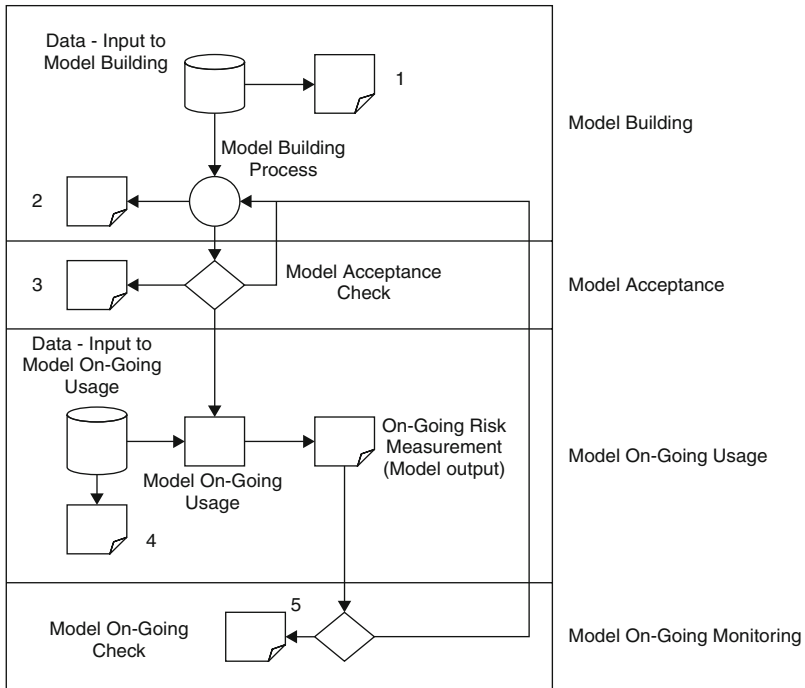 Data - Input to
Model Building
1
Model Building
Model Building
Process
2
Model Acceptance
Check
3
Model Acceptance
Data - Input to
Model On-Going
Usage
On-Going Risk
Measurement
(Model output)
Model On-Going Usage
Model On-Going
Usage
4
5
Model On-Going
Check
Model On-Going Monitoring